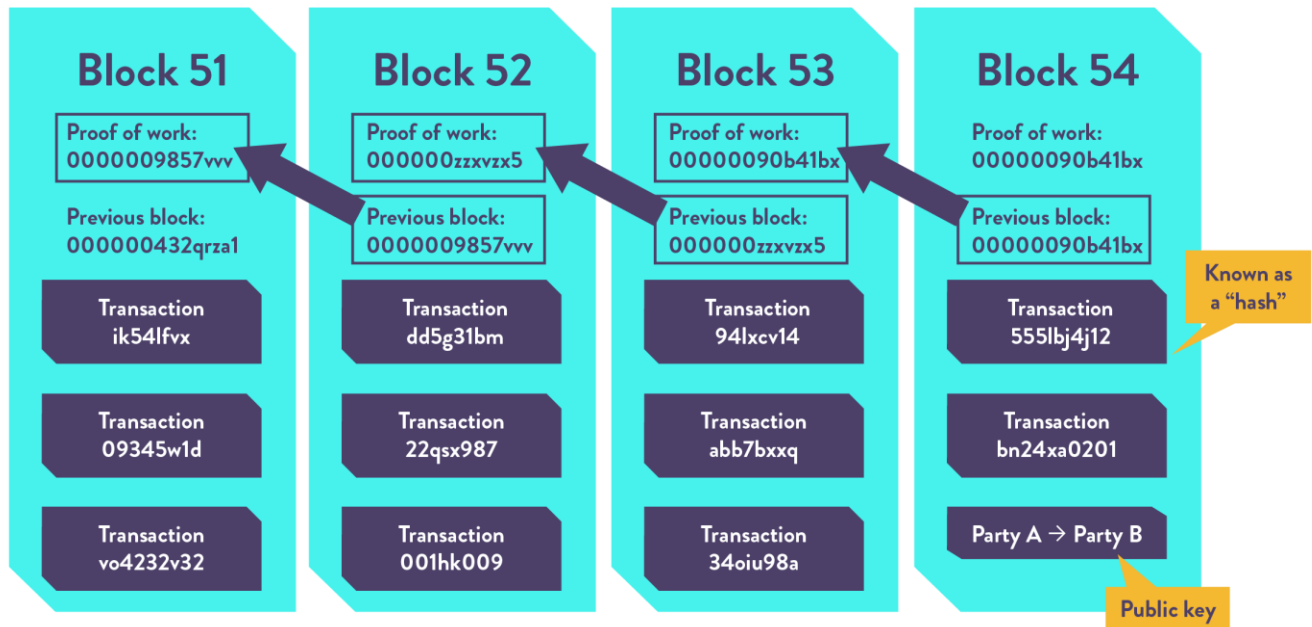 Block 51
Proof of work:
0000009857vvv
Previous block:
000000432qrza1
Transaction
ik54lfvx
Transaction
09345w1d
Transaction
vo4232v32
Block 52
Proof of work:
000000zzxvzx5
Previous block:
0000009857vvv
Transaction
dd5g31bm
Transaction
22qsx987
Transaction
001hk009
Block 53
Proof of work:
00000090b41bx
Previous block:
000000zzxvzx5
Transaction
94lxcv14
Transaction
abb7bxxq
Transaction
34oiu98a
Block 54
Proof of work:
00000090b41bx
Previous block:
00000090b41bx
Transaction
555lbj4j12
Transaction
bn24xa0201
Party A → Party B
Known as
a “hash”
Public key